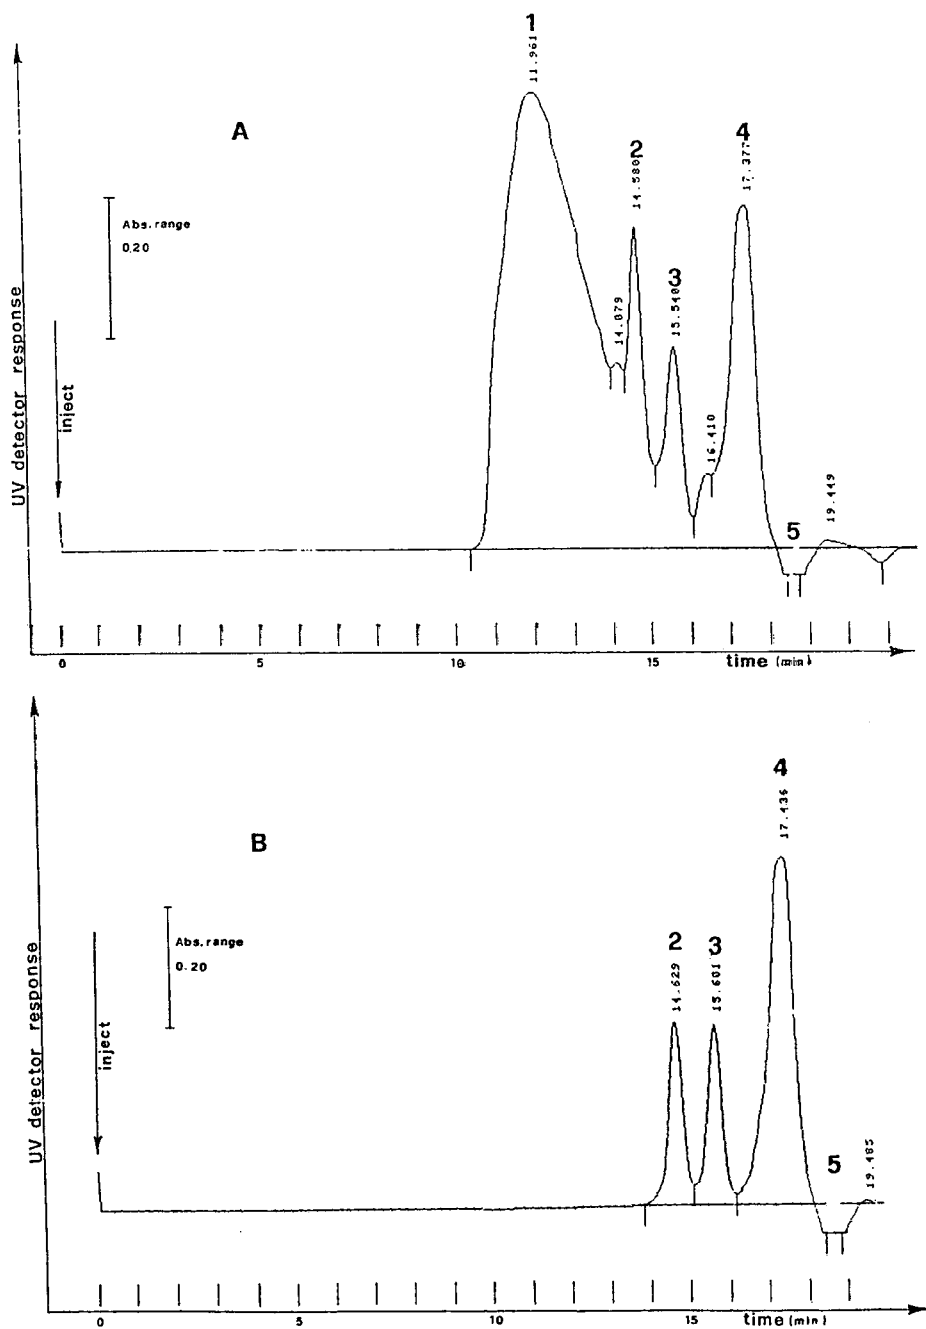 1
11.961
A
2
14.580
4
17.377
Abs.range
0.20
3
15.540
14.079
16.410
19.449
5
UV detector response
inject
0 5 10 15 time (min)
4
17.436
B
2
14.629
3
15.601
Abs.range
0.20
5
19.485
UV detector response
inject
0 5 10 15 time (min)